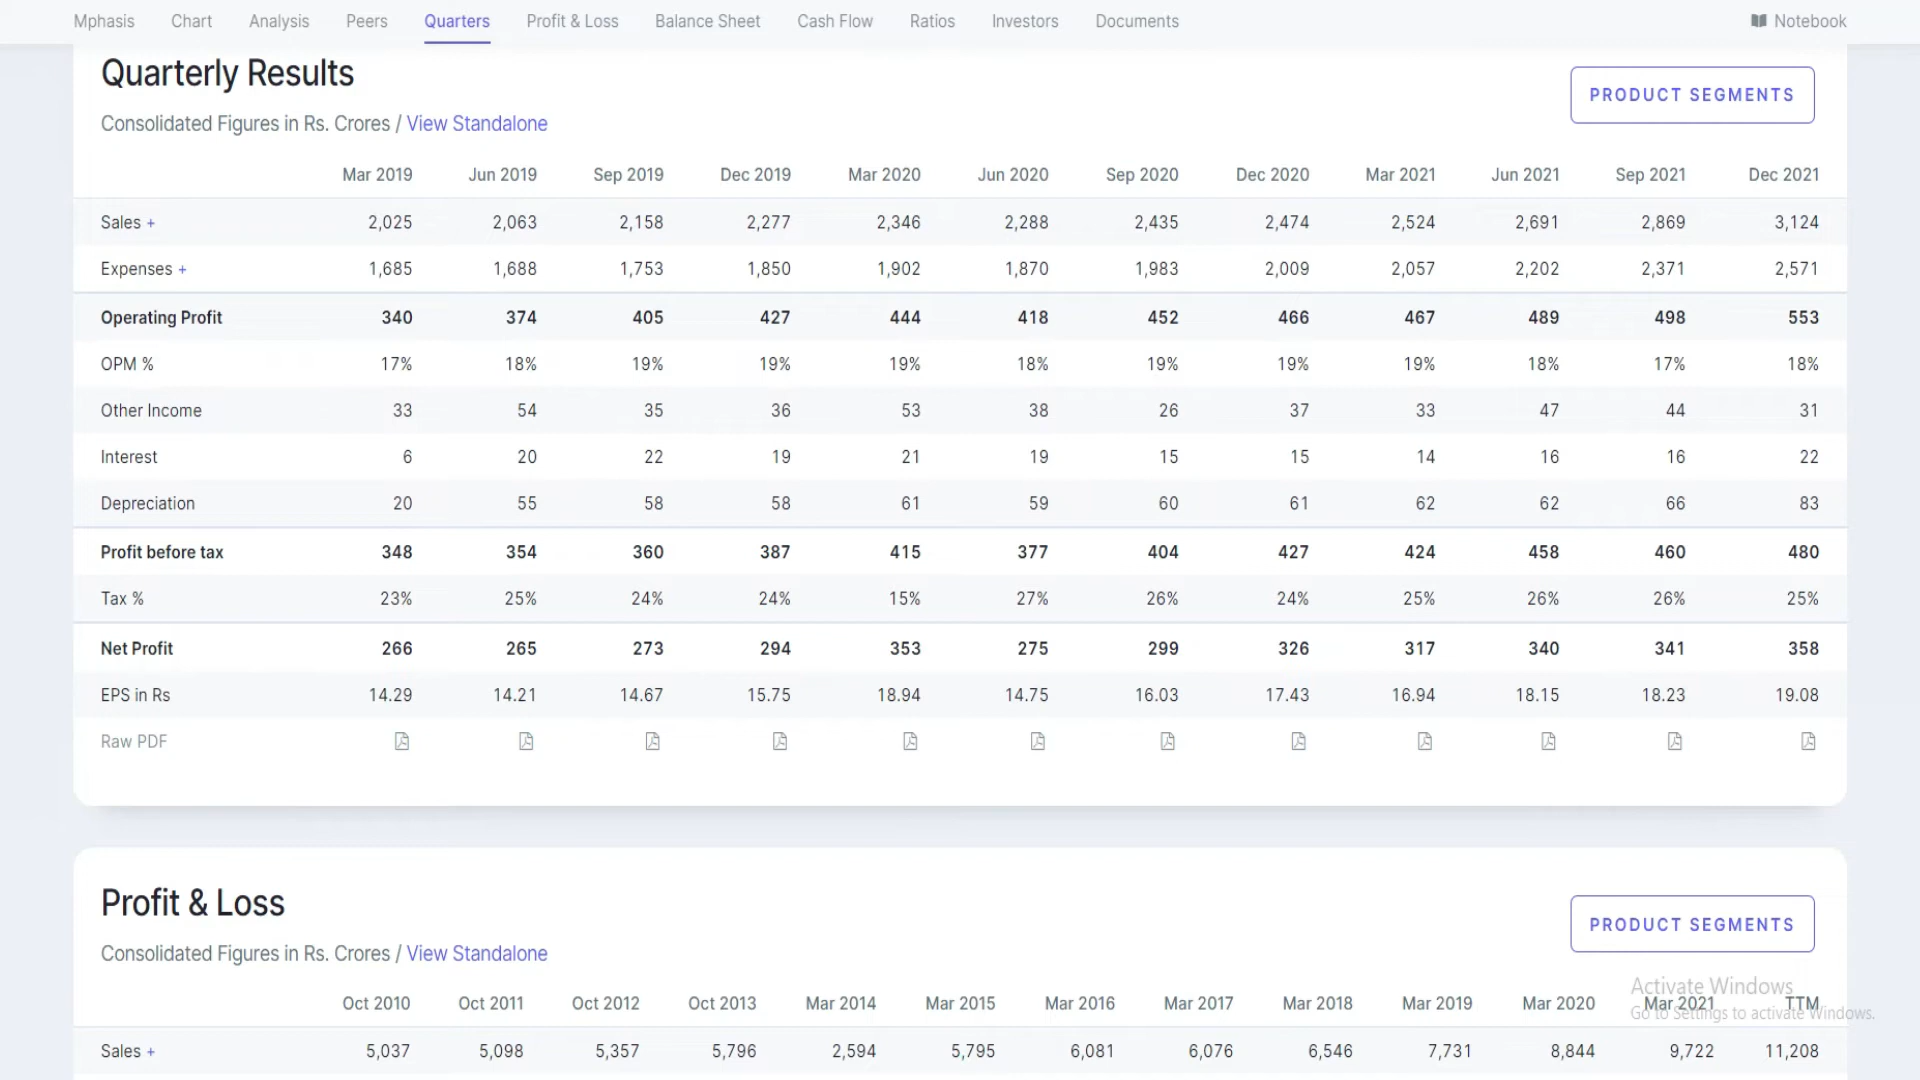 Mphasis Chart Analysis Peers Quarters Profit & Loss Balance Sheet Cash Flow Ratios Investors Documents Notebook
Quarterly Results
PRODUCT SEGMENTS
Consolidated Figures in Rs. Crores / View Standalone
Mar 2019 Jun 2019 Sep 2019 Dec 2019 Mar 2020 Jun 2020 Sep 2020 Dec 2020 Mar 2021 Jun 2021 Sep 2021 Dec 2021
Sales + 2,025 2,063 2,158 2,277 2,346 2,288 2,435 2,474 2,524 2,691 2,869 3,124
Expenses + 1,685 1,688 1,753 1,850 1,902 1,870 1,983 2,009 2,057 2,202 2,371 2,571
Operating Profit 340 374 405 427 444 418 452 466 467 489 498 553
OPM % 17% 18% 19% 19% 19% 18% 19% 19% 19% 18% 17% 18%
Other Income 33 54 35 36 53 38 26 37 33 47 44 31
Interest 6 20 22 19 21 19 15 15 14 16 16 22
Depreciation 20 55 58 58 61 59 60 61 62 62 66 83
Profit before tax 348 354 360 387 415 377 404 427 424 458 460 480
Tax % 23% 25% 24% 24% 15% 27% 26% 24% 25% 26% 26% 25%
Net Profit 266 265 273 294 353 275 299 326 317 340 341 358
EPS in Rs 14.29 14.21 14.67 15.75 18.94 14.75 16.03 17.43 16.94 18.15 18.23 19.08
Raw PDF
Profit & Loss
PRODUCT SEGMENTS
Consolidated Figures in Rs. Crores / View Standalone
Activate Windows
Oct 2010 Oct 2011 Oct 2012 Oct 2013 Mar 2014 Mar 2015 Mar 2016 Mar 2017 Mar 2018 Mar 2019 Mar 2020 Mar 2021 TTM
Go to Settings to activate Windows.
Sales + 5,037 5,098 5,357 5,796 2,594 5,795 6,081 6,076 6,546 7,731 8,844 9,722 11,208